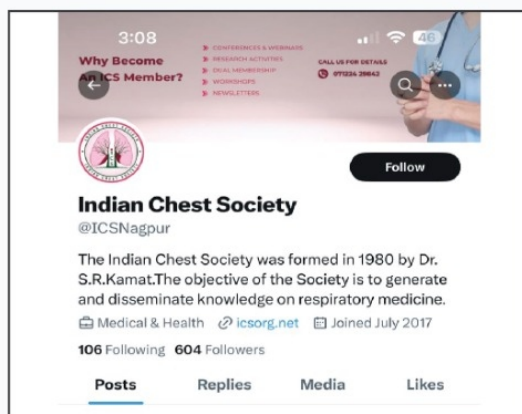 3:08
46
Why Become
An ICS Member?
CONFERENCES & WEBINARS
RESEARCH ACTIVITIES
DUAL MEMBERSHIP
WORKSHOPS
NEWSLETTERS
CALL US FOR DETAILS
Follow
Indian Chest Society
@ICSNagpur
The Indian Chest Society was formed in 1980 by Dr.
S.R.Kamat.The objective of the Society is to generate
and disseminate knowledge on respiratory medicine.
Medical & Health icsorg.net Joined July 2017
106 Following 604 Followers
Posts Replies Media Likes